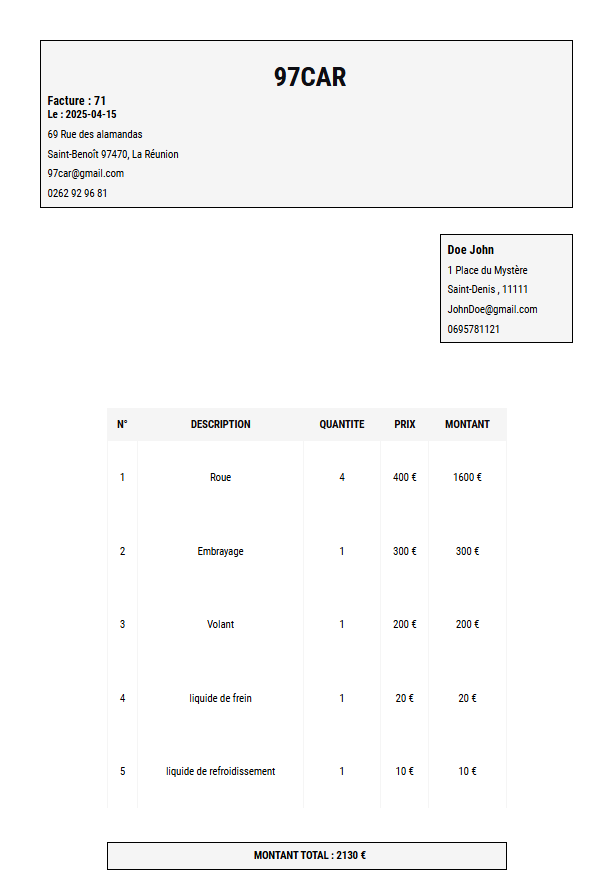 97CAR
Facture : 71
Le : 2025-04-15
69 Rue des alamandas
Saint-Benoît 97470, La Réunion
97car@gmail.com
0262 92 96 81
Doe John
1 Place du Mystère
Saint-Denis , 11111
JohnDoe@gmail.com
0695781121
N° DESCRIPTION QUANTITE PRIX MONTANT
1 Roue 4 400 € 1600 €
2 Embrayage 1 300 € 300 €
3 Volant 1 200 € 200 €
4 liquide de frein 1 20 € 20 €
5 liquide de refroidissement 1 10 € 10 €
MONTANT TOTAL : 2130 €